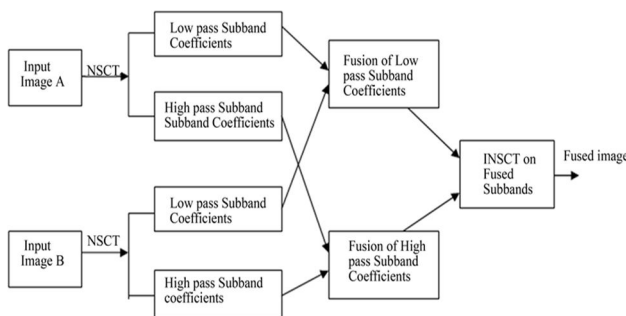 Input
Image A
NSCT
Low pass Subband
Coefficients
High pass Subband
Subband Coefficients
Fusion of Low
pass Subband
Coefficients
INSCT on
Fused
Subbands
Fused image
Input
Image B
NSCT
Low pass Subband
Coefficients
High pass Subband
coefficients
Fusion of High
pass Subband
Coefficients